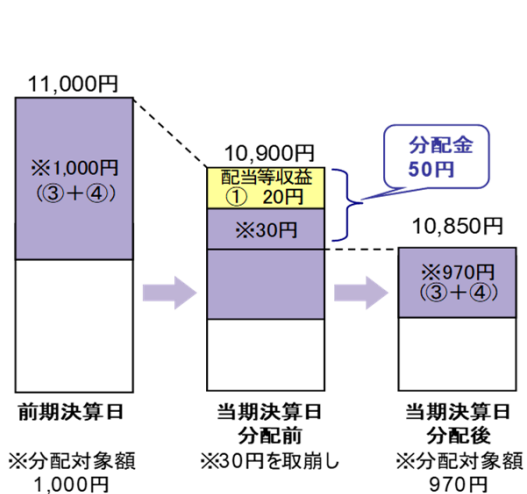 11,000円
※1,000円
(③+④)
前期決算日
※分配対象額
1,000円
10,900円
配当等収益
① 20円
※30円
当期決算日
分配前
※30円を取崩し
分配金
50円
10,850円
※970円
(③+④)
当期決算日
分配後
※分配対象額
970円